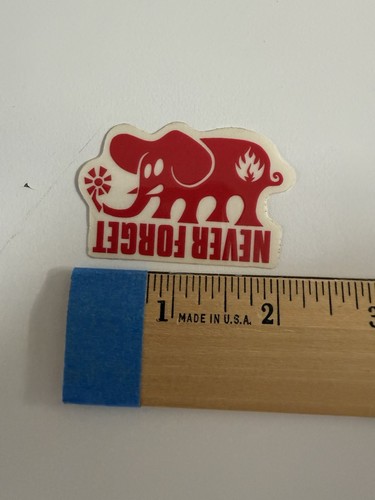 NEVER FORGET
1 MADE IN U.S.A. 2 3